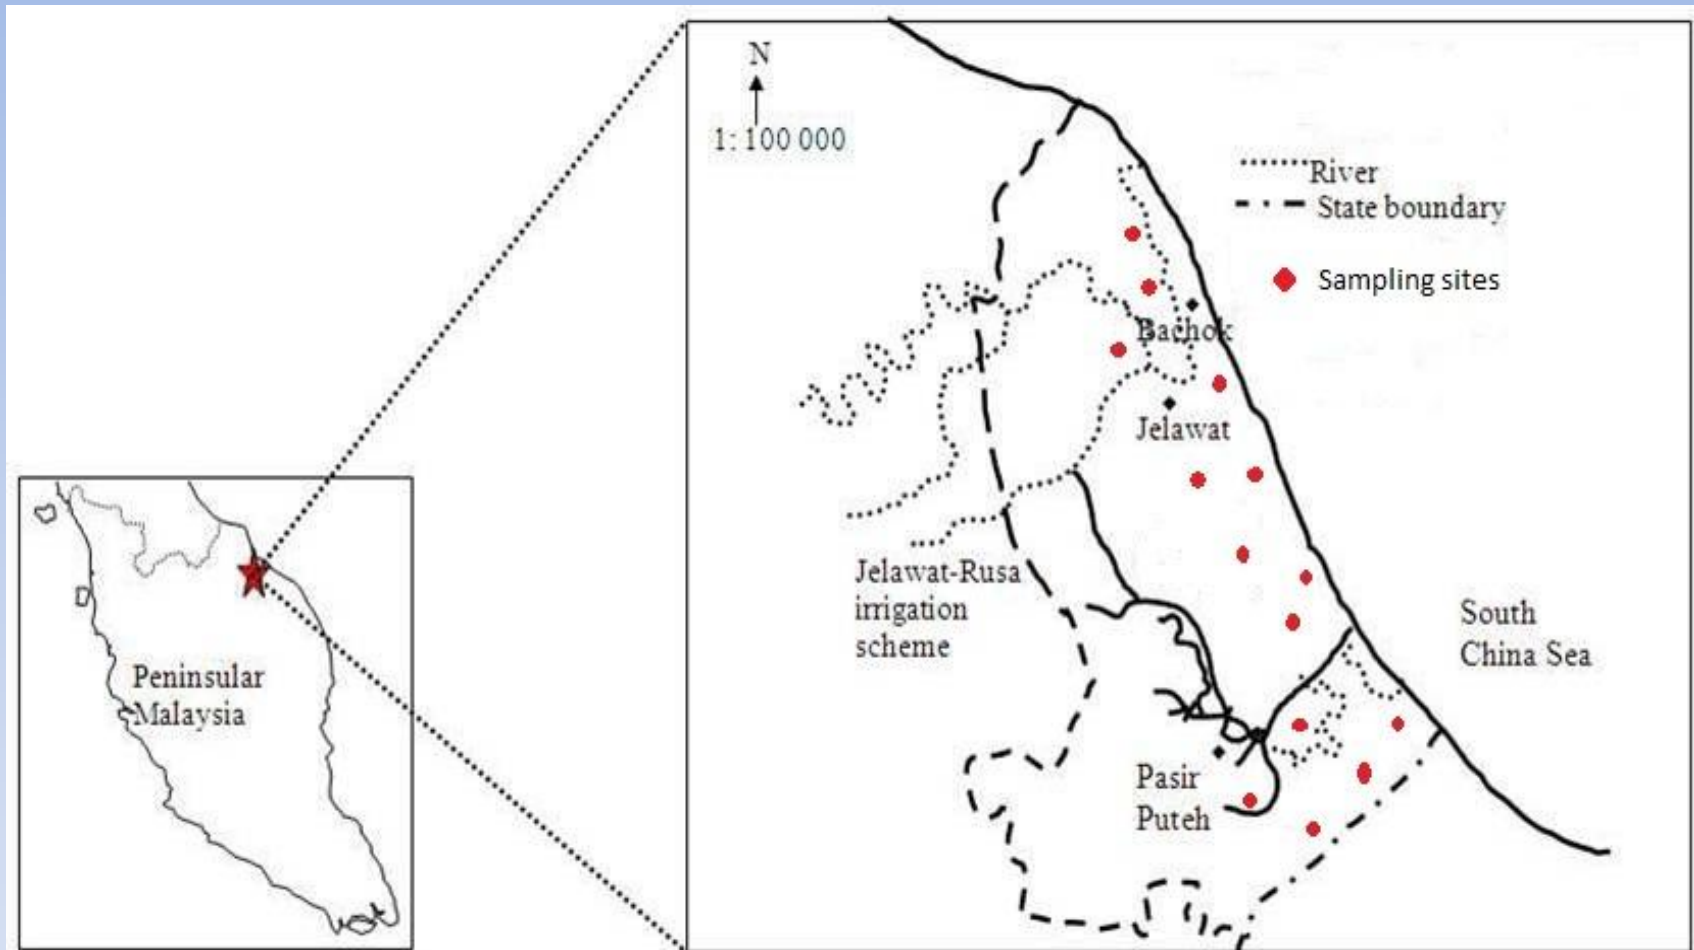 N
1: 100 000
River
State boundary
Sampling sites
Bachok
Jelawat
Jelawat-Rusa
irrigation
scheme
South
China Sea
Peninsular
Malaysia
Pasir
Puteh